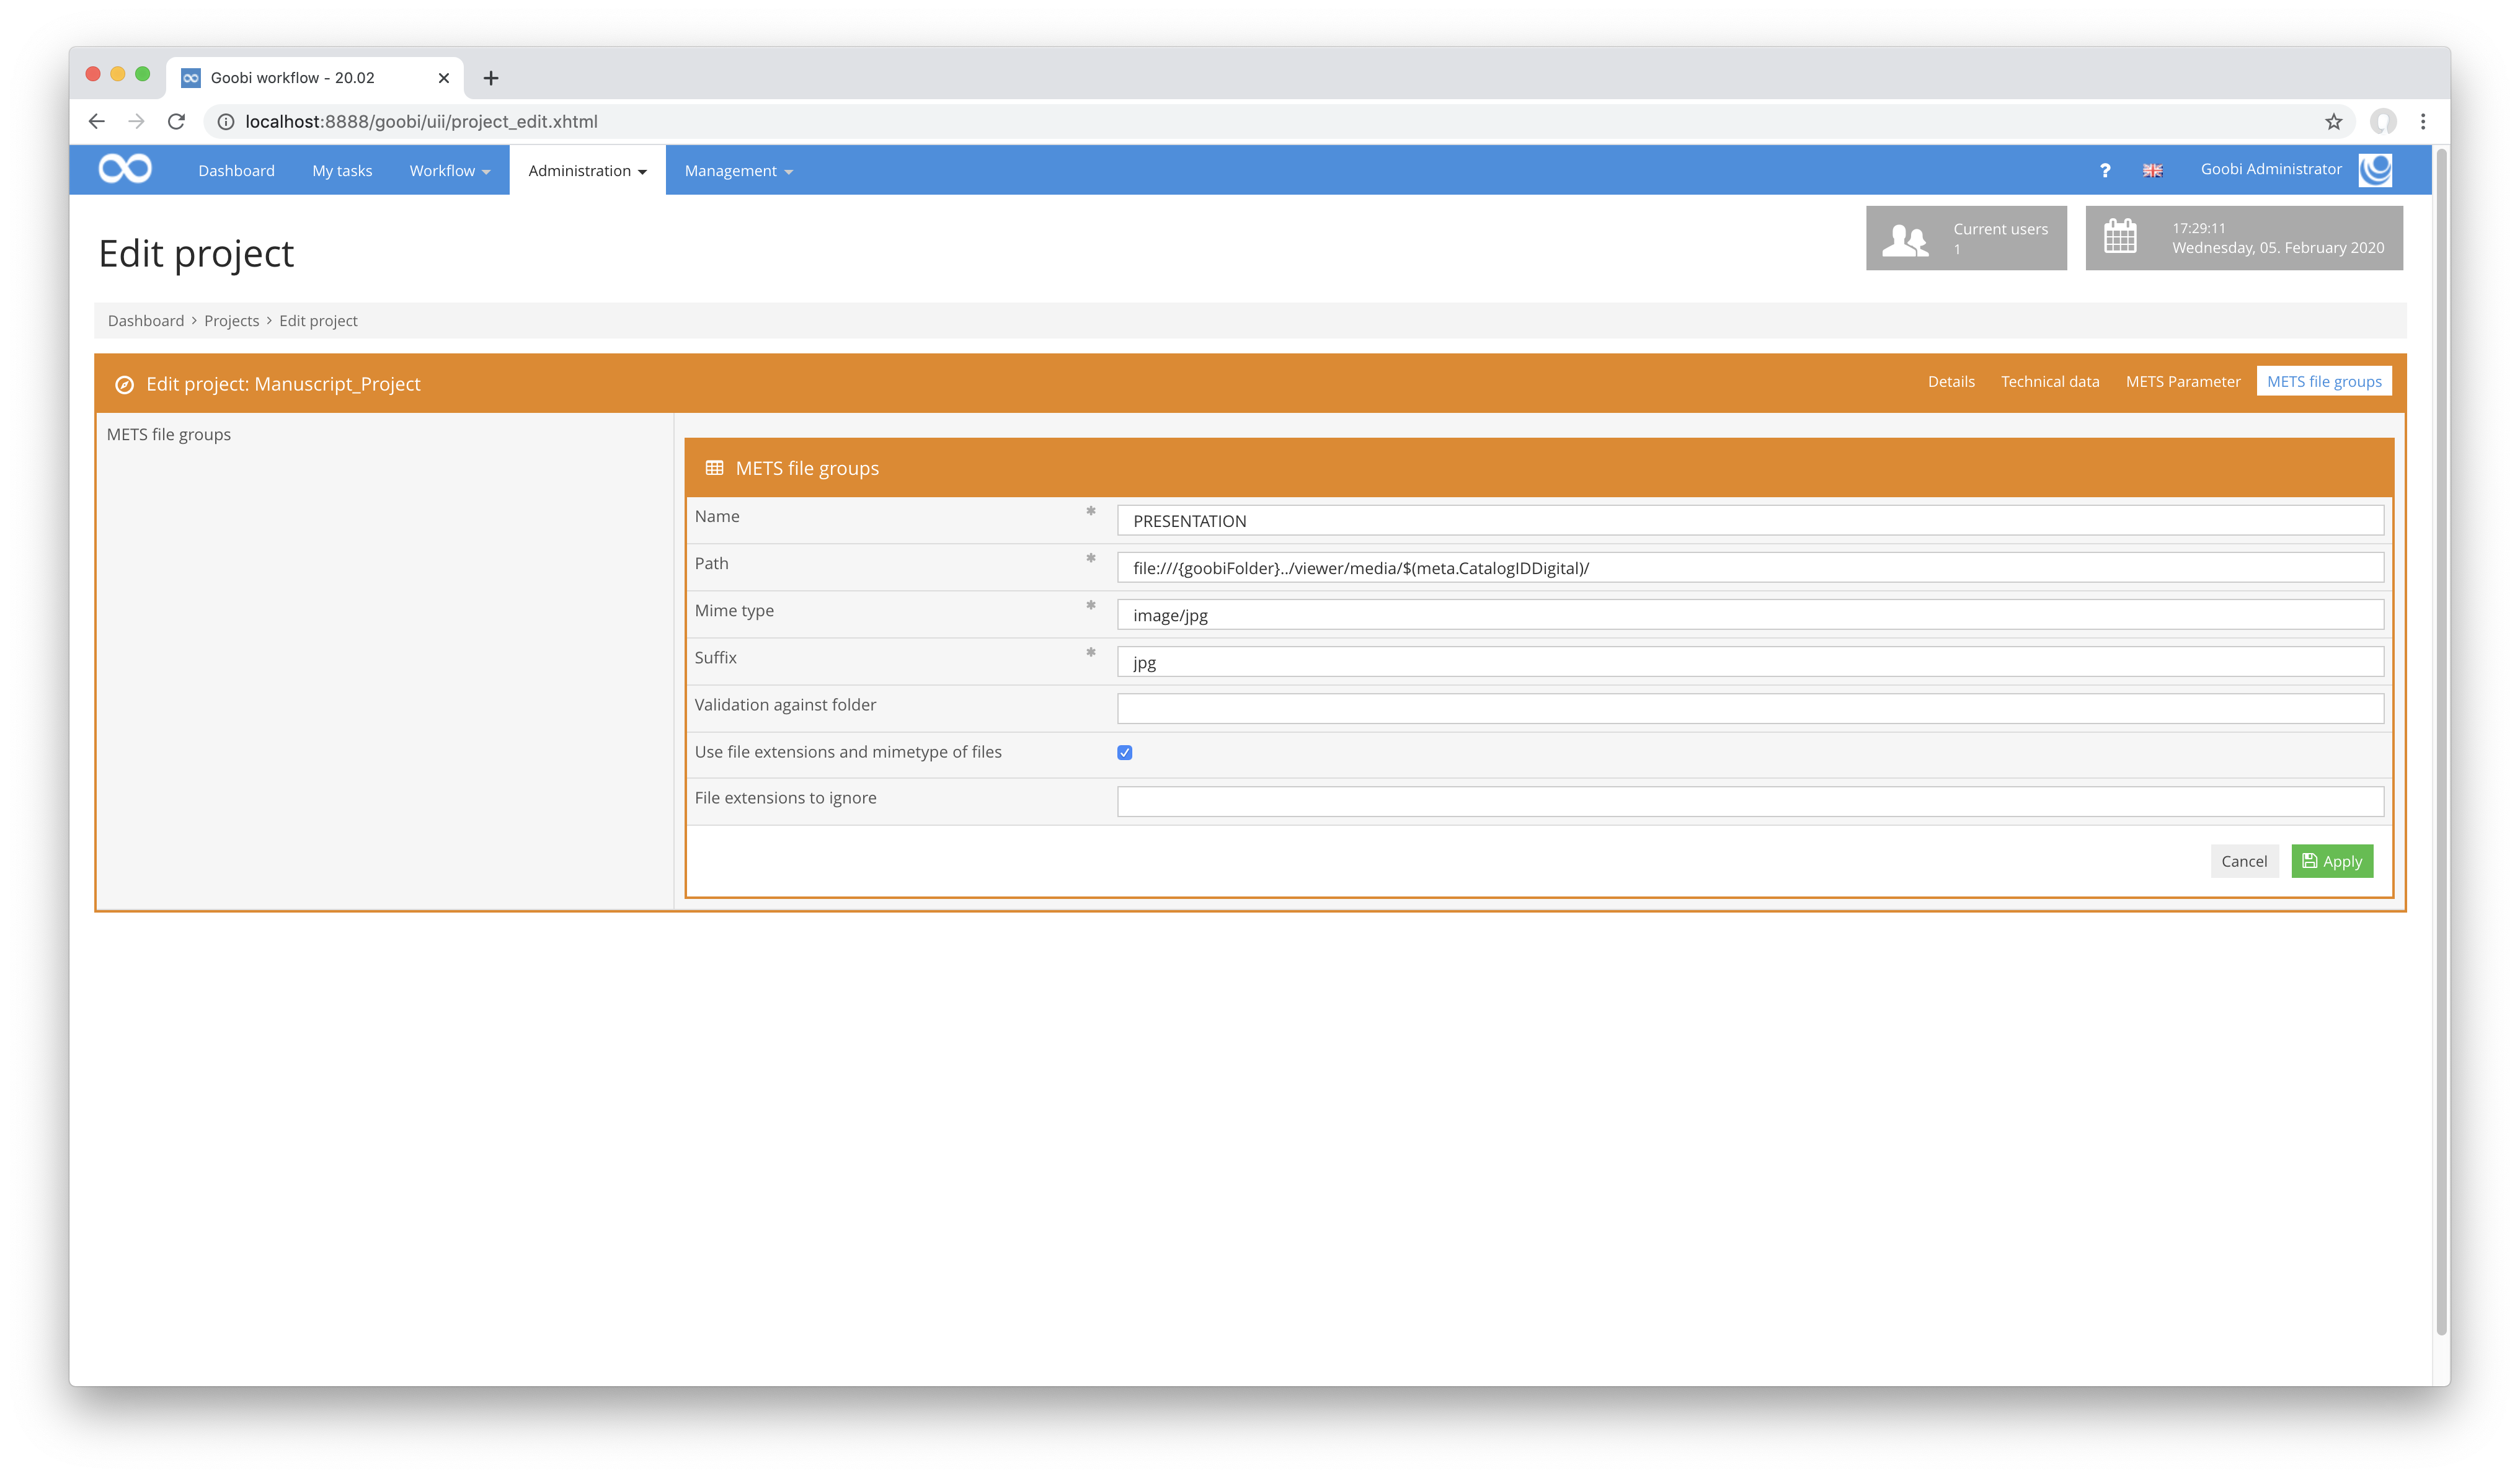 Goobi workflow - 20.02
localhost:8888/goobi/uii/project_edit.xhtml
Dashboard My tasks Workflow Administration Management ? Goobi Administrator
Edit project
Current users
1
17:29:11
Wednesday, 05. February 2020
Dashboard > Projects > Edit project
Edit project: Manuscript_Project
Details Technical data METS Parameter METS file groups
METS file groups
METS file groups
Name * PRESENTATION
Path * file:///{goobiFolder}../viewer/media/$(meta.CatalogIDDigital)/
Mime type * image/jpg
Suffix * jpg
Validation against folder
Use file extensions and mimetype of files
File extensions to ignore
Cancel Apply